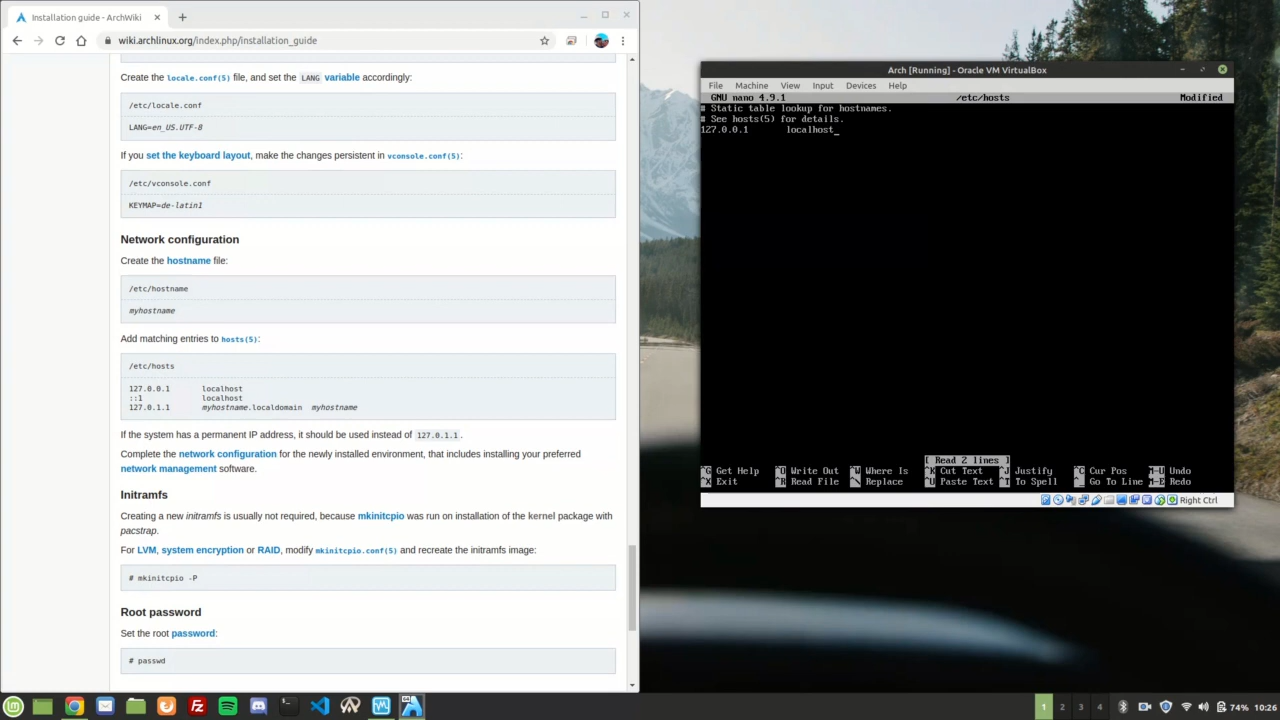 Installation guide - ArchWiki
wiki.archlinux.org/index.php/installation_guide
Create the locale.conf(5) file, and set the LANG variable accordingly:
/etc/locale.conf
LANG=en_US.UTF-8
If you set the keyboard layout, make the changes persistent in vconsole.conf(5):
/etc/vconsole.conf
KEYMAP=de-latin1
Network configuration
Create the hostname file:
/etc/hostname
myhostname
Add matching entries to hosts(5):
/etc/hosts
127.0.0.1 localhost
::1 localhost
127.0.1.1 myhostname.localdomain myhostname
If the system has a permanent IP address, it should be used instead of 127.0.1.1.
Complete the network configuration for the newly installed environment, that includes installing your preferred
network management software.
Initramfs
Creating a new initramfs is usually not required, because mkinitcpio was run on installation of the kernel package with
pacstrap.
For LVM, system encryption or RAID, modify mkinitcpio.conf(5) and recreate the initramfs image:
# mkinitcpio -P
Root password
Set the root password:
# passwd
Arch [Running] - Oracle VM VirtualBox
File Machine View Input Devices Help
GNU nano 4.9.1 /etc/hosts Modified
# Static table lookup for hostnames.
# See hosts(5) for details.
127.0.0.1 localhost_
[ Read 2 lines ]
^G Get Help ^O Write Out ^W Where Is ^K Cut Text ^J Justify ^C Cur Pos M-U Undo
^X Exit ^R Read File ^\ Replace ^U Paste Text ^T To Spell ^_ Go To Line M-E Redo
Right Ctrl
1 2 3 4 74% 10:26